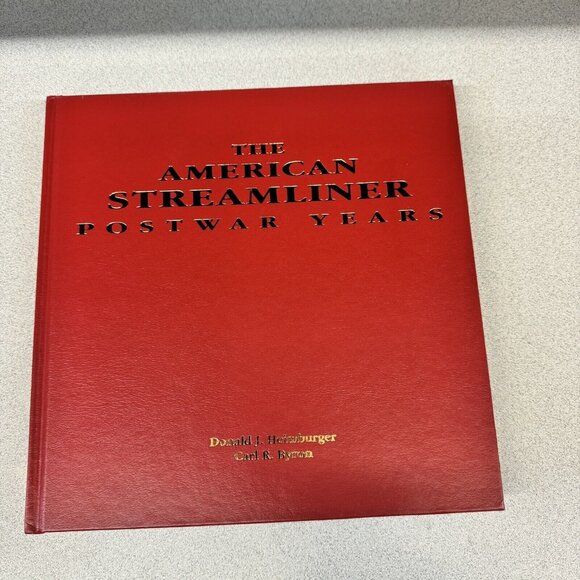 THE
AMERICAN
STREAMLINER
POSTWAR YEARS
Donald J. Heimburger
Carl R. Byron